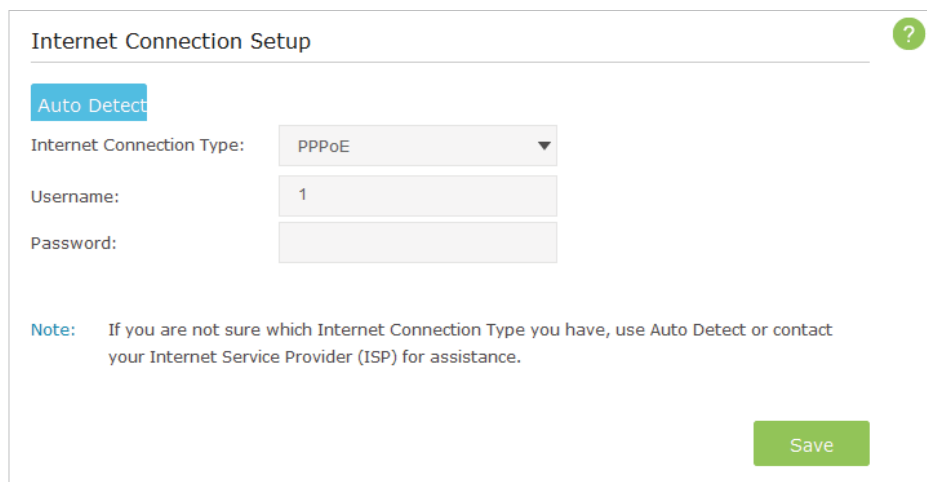 Internet Connection Setup
?
Auto Detect
Internet Connection Type: PPPoE
Username: 1
Password:
Note: If you are not sure which Internet Connection Type you have, use Auto Detect or contact
your Internet Service Provider (ISP) for assistance.
Save